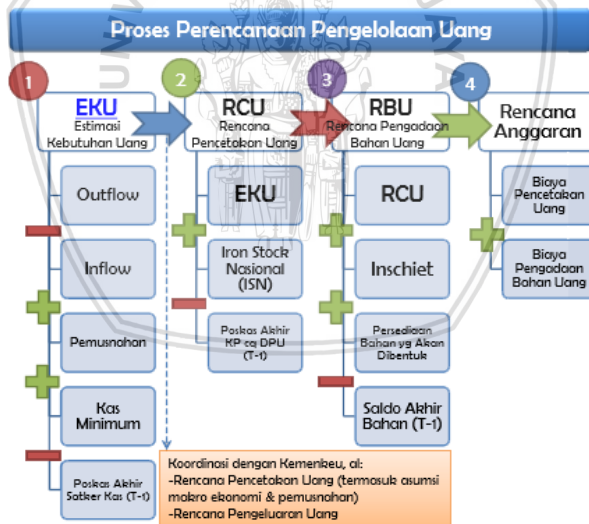 Proses Perencanaan Pengelolaan Uang
1
EKU
Estimasi
Kebutuhan Uang
Outflow
Inflow
Pemusnahan
Kas
Minimum
Poskas Akhir
Satker Kas (T-1)
2
RCU
Rencana
Pencetakan Uang
EKU
Iron Stock
Nasional
(ISN)
Poskas Akhir
KP cq DPU
(T-1)
3
RBU
Rencana Pengadaan
Bahan Uang
RCU
Inschiet
Persediaan
Bahan yg Akan
Dibentuk
Saldo Akhir
Bahan (T-1)
4
Rencana
Anggaran
Biaya
Pencetakan
Uang
Biaya
Pengadaan
Bahan Uang
Koordinasi dengan Kemenkeu, al:
-Rencana Pencetakan Uang (termasuk asumsi
makro ekonomi & pemusnahan)
-Rencana Pengeluaran Uang